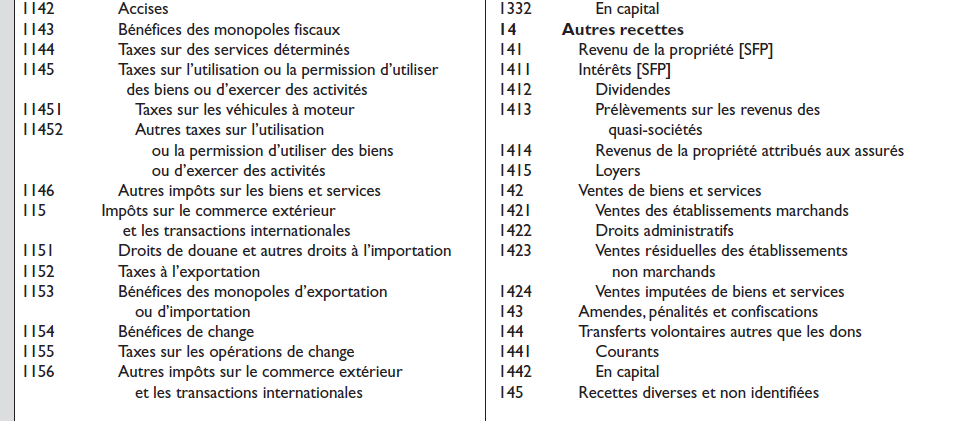 1142 Accises
1143 Bénéfices des monopoles fiscaux
1144 Taxes sur des services déterminés
1145 Taxes sur l’utilisation ou la permission d’utiliser
des biens ou d’exercer des activités
11451 Taxes sur les véhicules à moteur
11452 Autres taxes sur l’utilisation
ou la permission d’utiliser des biens
ou d’exercer des activités
1146 Autres impôts sur les biens et services
115 Impôts sur le commerce extérieur
et les transactions internationales
1151 Droits de douane et autres droits à l’importation
1152 Taxes à l’exportation
1153 Bénéfices des monopoles d’exportation
ou d’importation
1154 Bénéfices de change
1155 Taxes sur les opérations de change
1156 Autres impôts sur le commerce extérieur
et les transactions internationales
1332 En capital
14 Autres recettes
141 Revenu de la propriété [SFP]
1411 Intérêts [SFP]
1412 Dividendes
1413 Prélèvements sur les revenus des
quasi-sociétés
1414 Revenus de la propriété attribués aux assurés
1415 Loyers
142 Ventes de biens et services
1421 Ventes des établissements marchands
1422 Droits administratifs
1423 Ventes résiduelles des établissements
non marchands
1424 Ventes imputées de biens et services
143 Amendes, pénalités et confiscations
144 Transferts volontaires autres que les dons
1441 Courants
1442 En capital
145 Recettes diverses et non identifiées